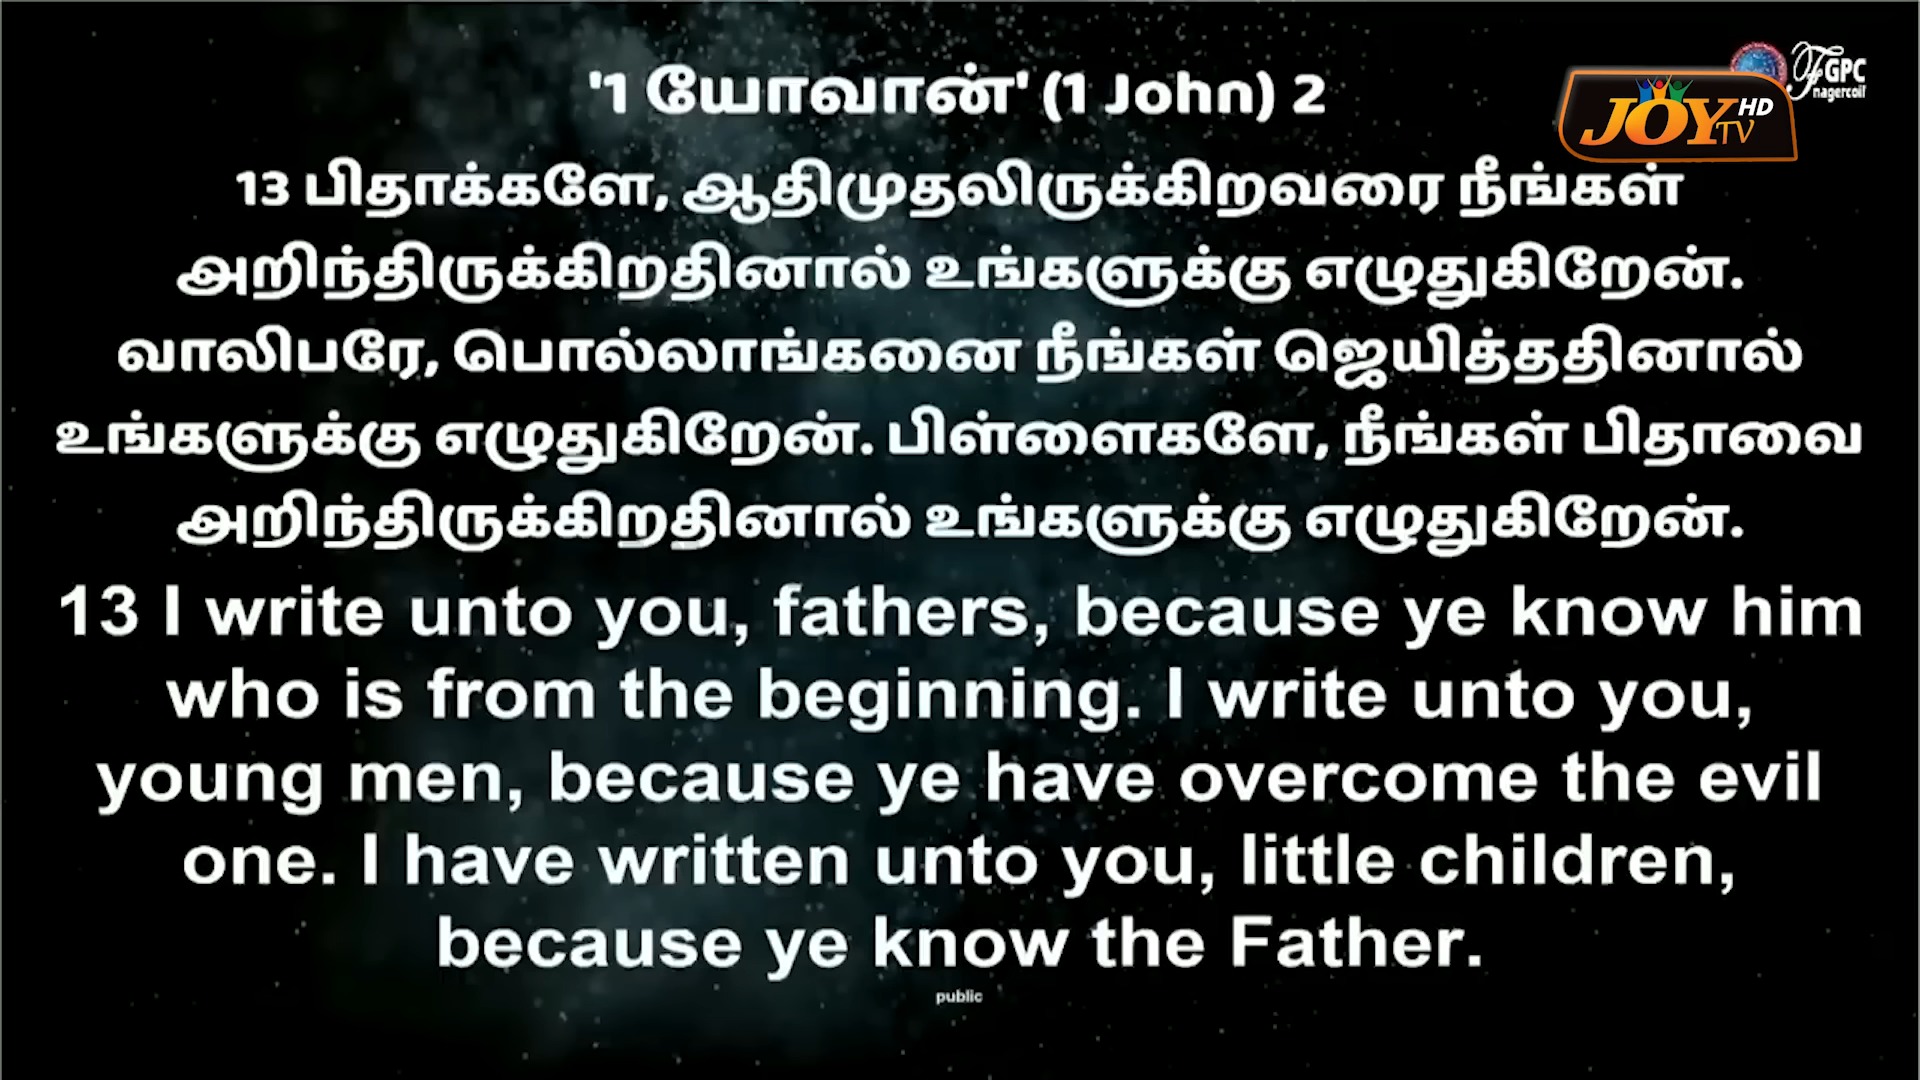 '1 யோவான்' (1 John) 2
FGPC
nagercoil
JOY TV HD
13 பிதாக்களே, ஆதிமுதலிருக்கிறவரை நீங்கள்
அறிந்திருக்கிறதினால் உங்களுக்கு எழுதுகிறேன்.
வாலிபரே, பொல்லாங்கனை நீங்கள் ஜெயித்ததினால்
உங்களுக்கு எழுதுகிறேன். பிள்ளைகளே, நீங்கள் பிதாவை
அறிந்திருக்கிறதினால் உங்களுக்கு எழுதுகிறேன்.
13 I write unto you, fathers, because ye know him
who is from the beginning. I write unto you,
young men, because ye have overcome the evil
one. I have written unto you, little children,
because ye know the Father.
public